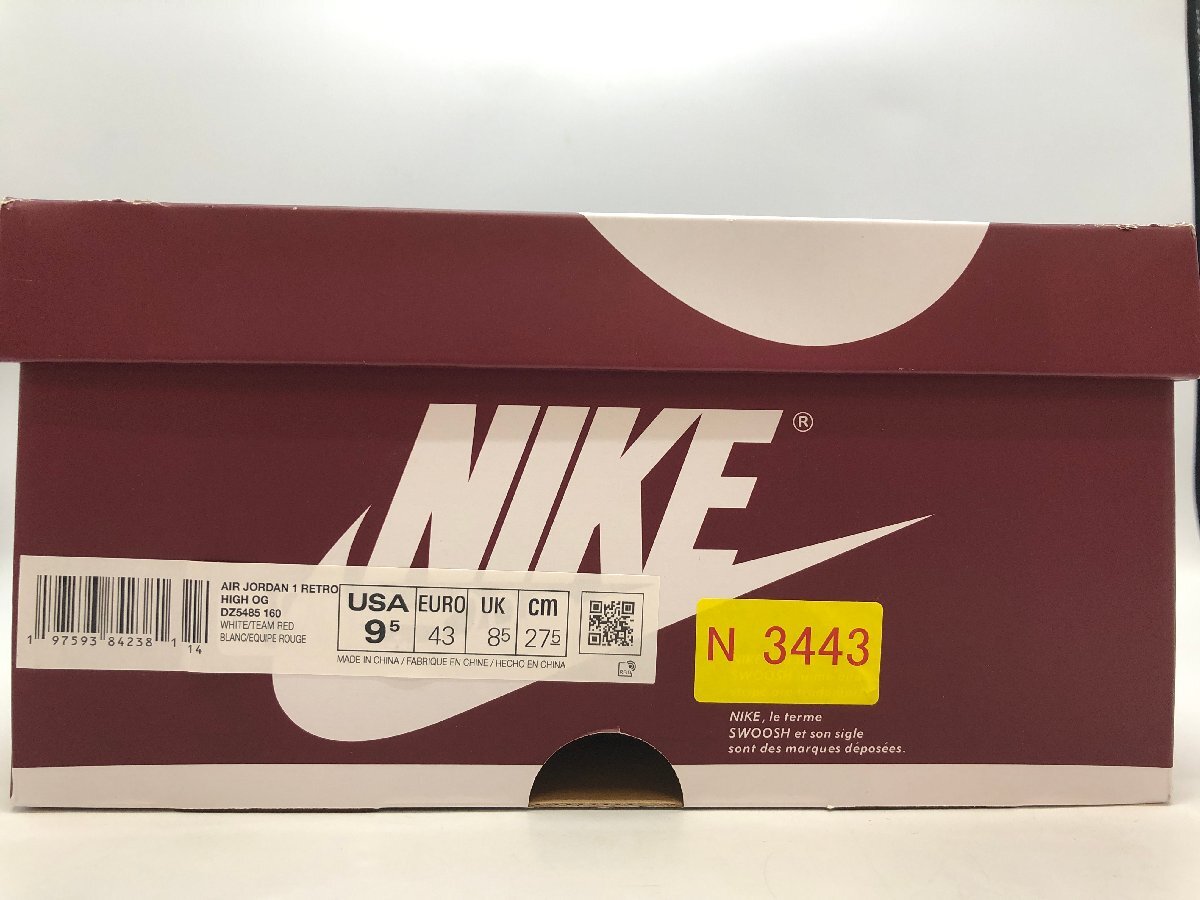 NIKE®
AIR JORDAN 1 RETRO
HIGH OG
DZ5485 160
WHITE/TEAM RED
BLANC/EQUIPE ROUGE
1 97593 84238 1
14
USA EURO UK cm
9⁵ 43 8⁵ 27⁵
MADE IN CHINA / FABRIQUE EN CHINE / HECHO EN CHINA
N 3443
NIKE, le terme
SWOOSH et son sigle
sont des marques déposées.